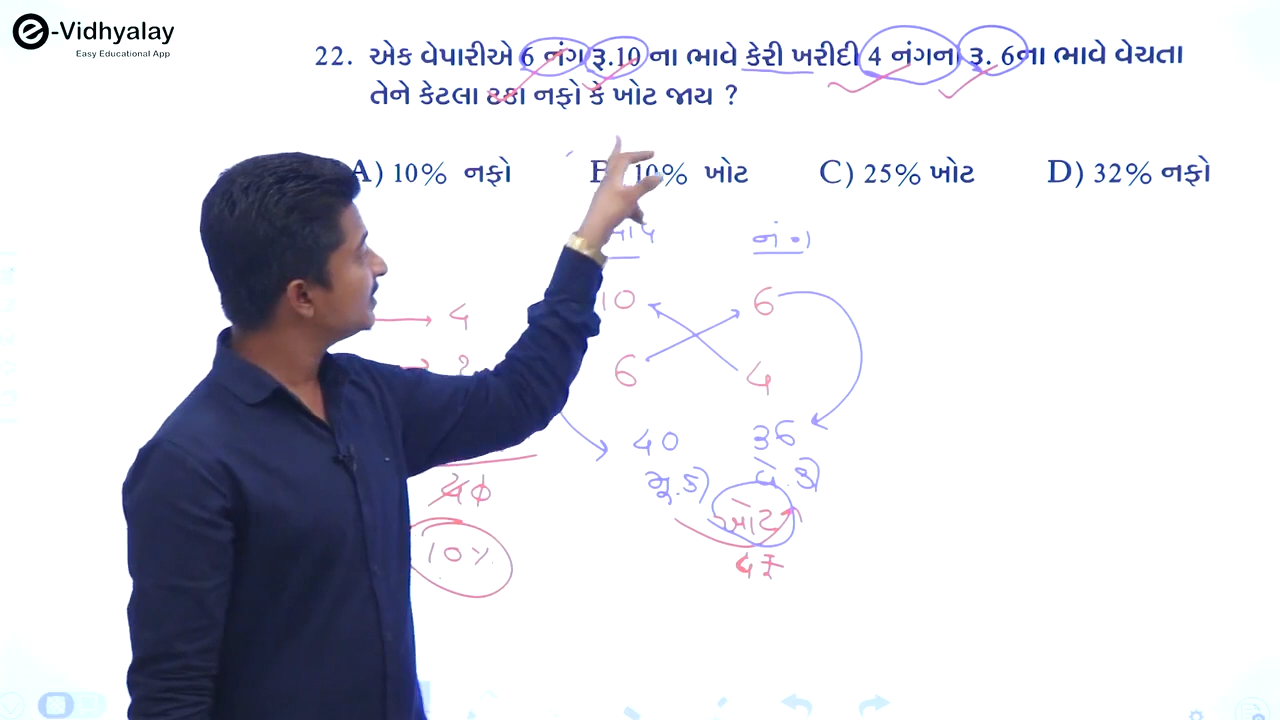 e-Vidhyalay
Easy Educational App
22. એક વેપારીએ 6 નંગ રૂ.10 ના ભાવે કેરી ખરીદી 4 નંગના રૂ. 6ના ભાવે વેચતા
તેને કેટલા ટકા નફો કે ખોટ જાય ?
A) 10% નફો B) 10% ખોટ C) 25% ખોટ D) 32% નફો
નંગ
10 6
4
6 4
40 36
મૂ.કિ વે.કિ
40 ખોટ
10% 4₹